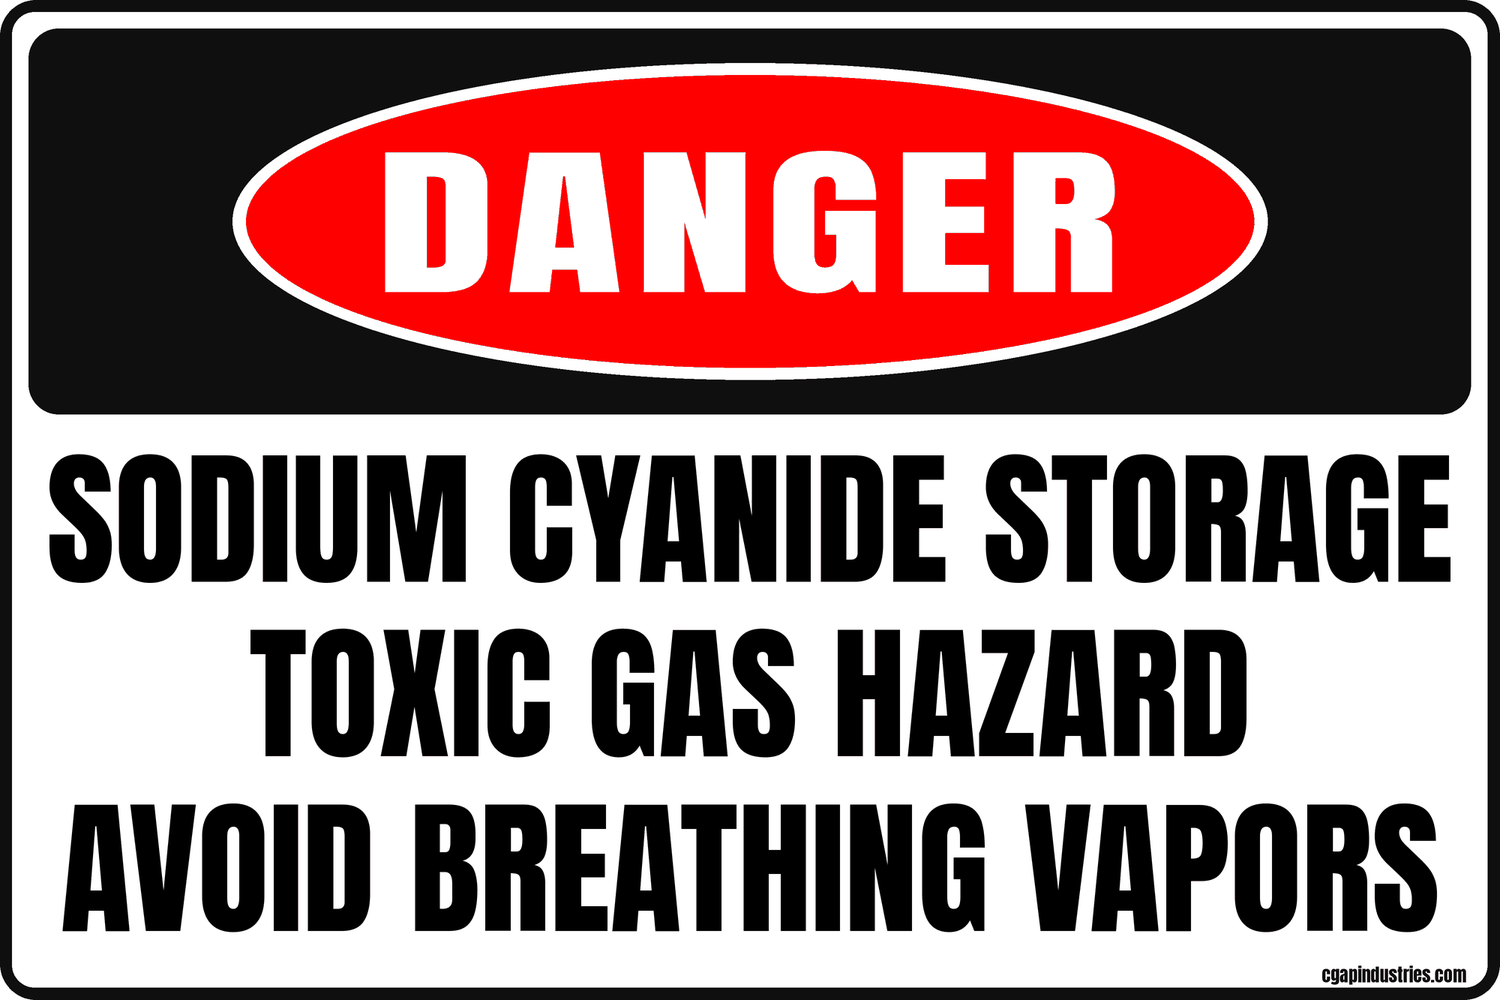 DANGER
SODIUM CYANIDE STORAGE
TOXIC GAS HAZARD
AVOID BREATHING VAPORS
cgapindustries.com